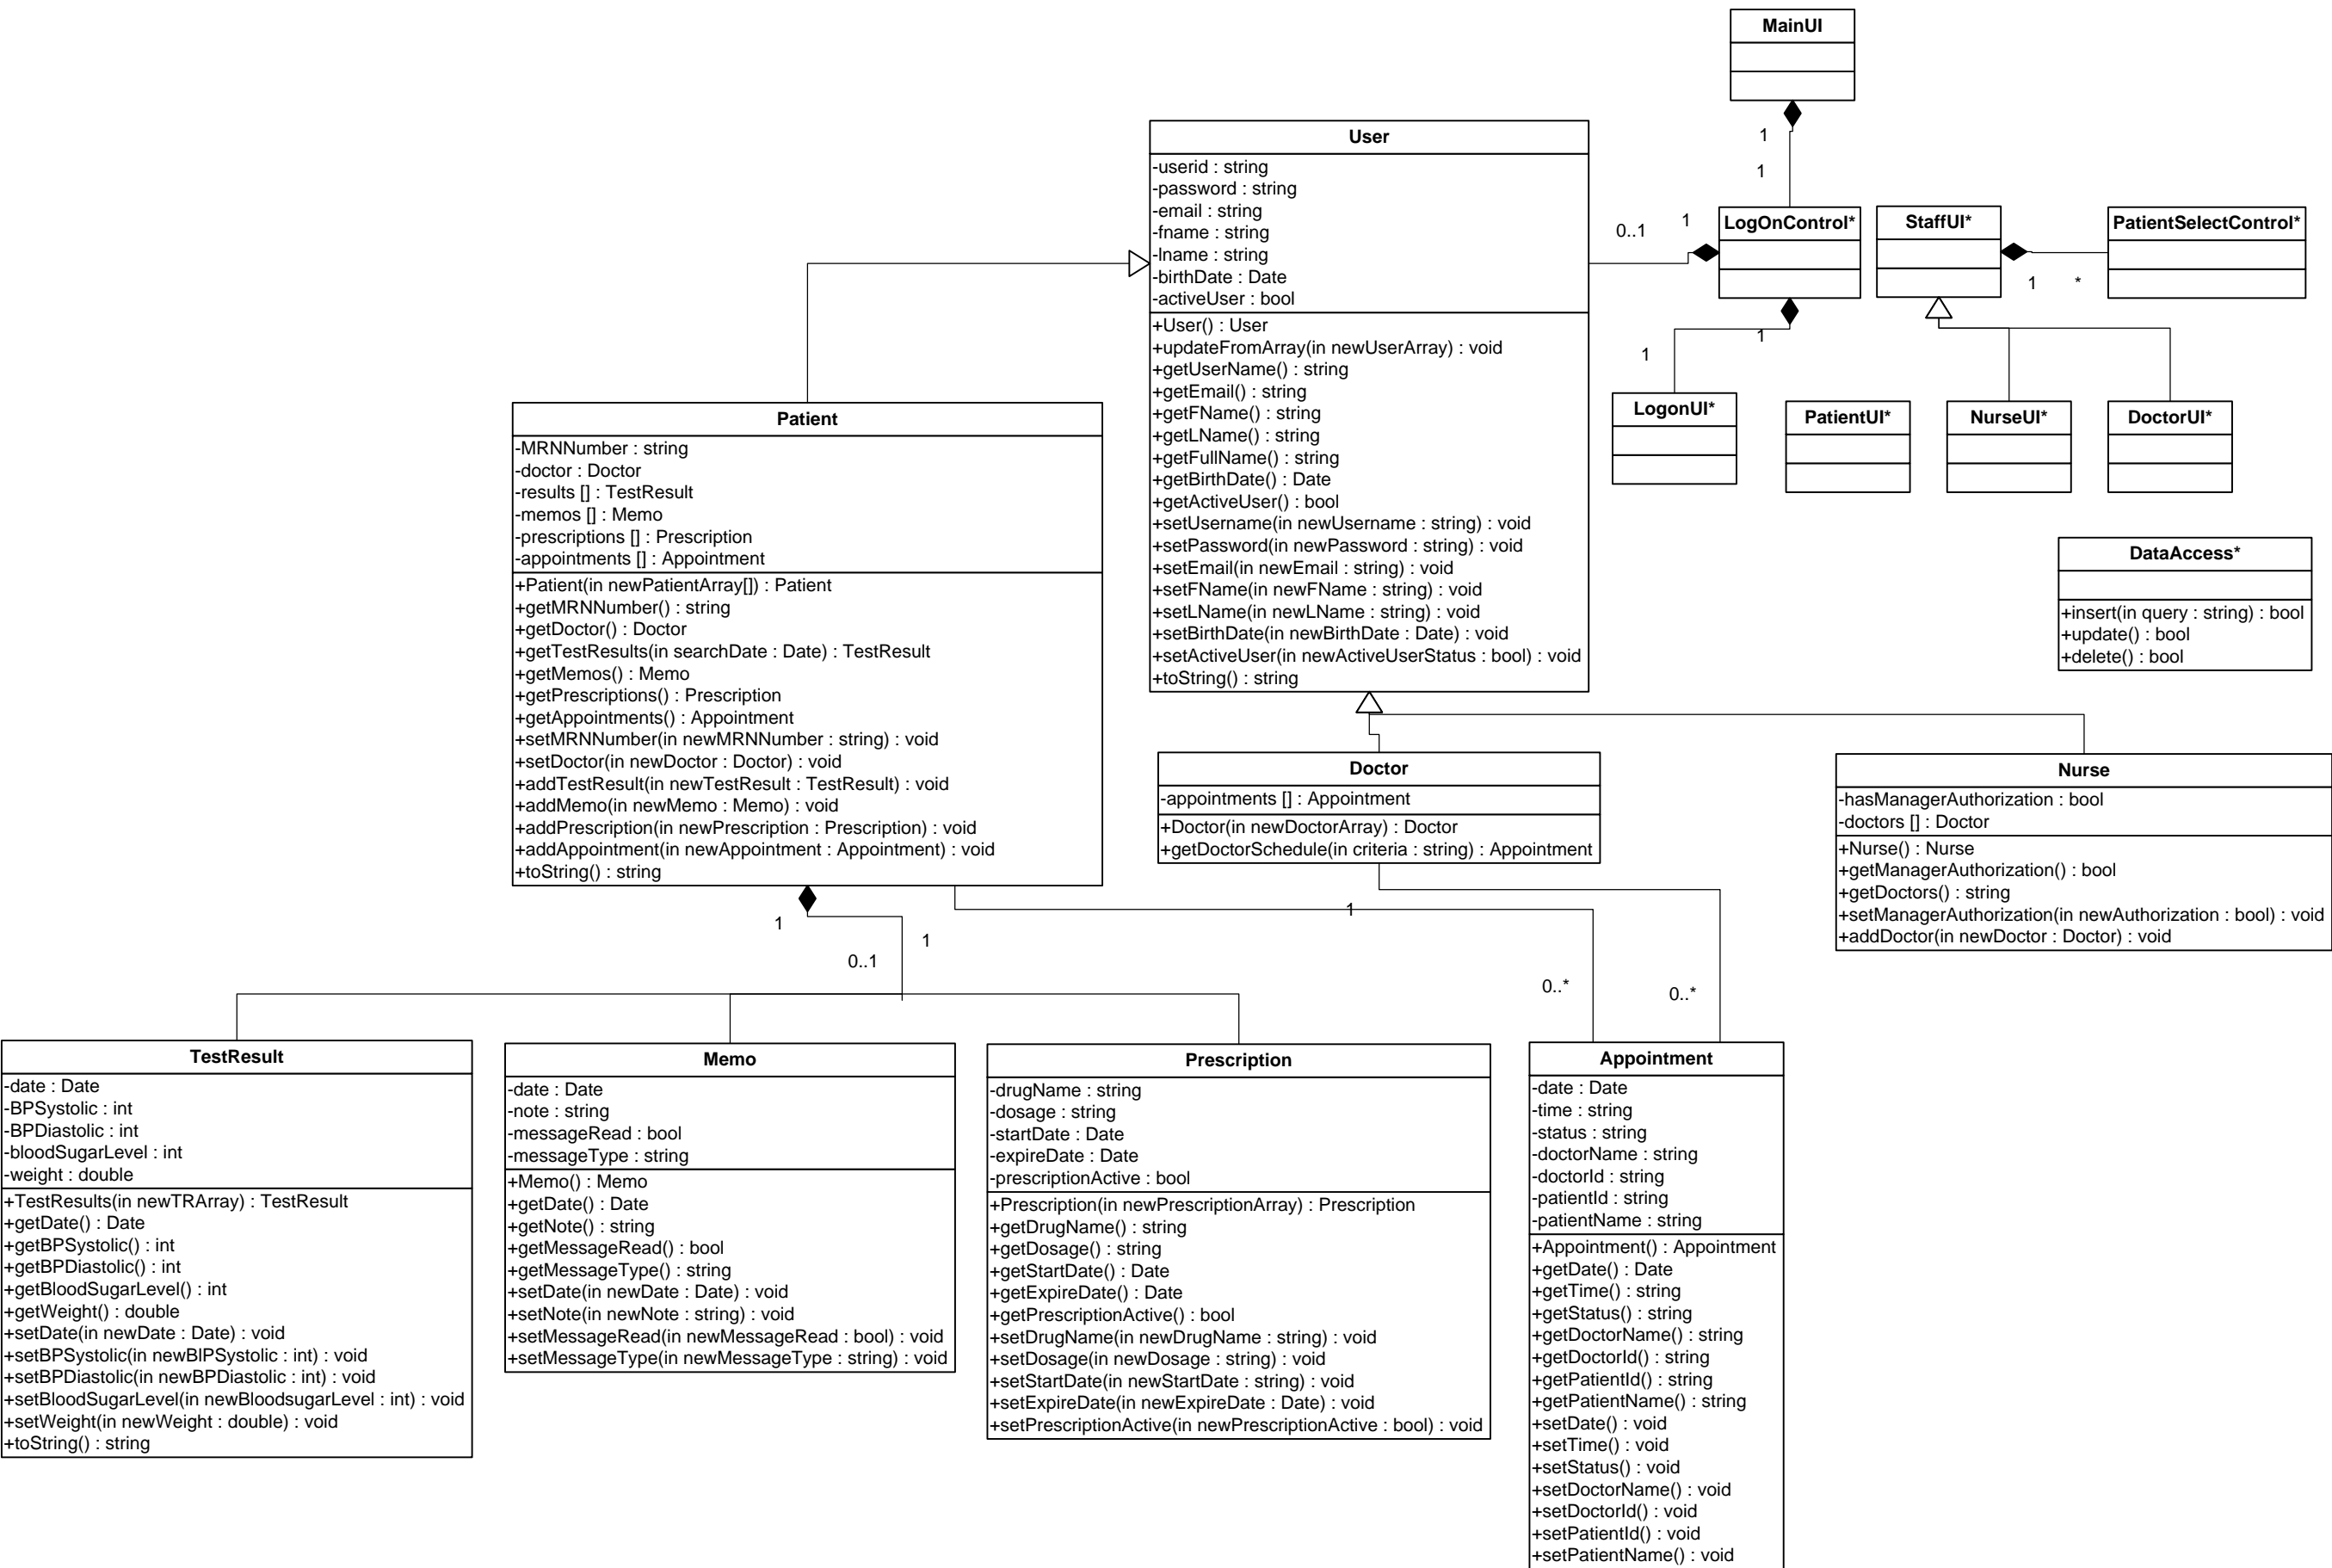 MainUI
1
1
User
-userid : string
-password : string
-email : string
-fname : string
-lname : string
-birthDate : Date
-activeUser : bool
+User() : User
+updateFromArray(in newUserArray) : void
+getUserName() : string
+getEmail() : string
+getFName() : string
+getLName() : string
+getFullName() : string
+getBirthDate() : Date
+getActiveUser() : bool
+setUsername(in newUsername : string) : void
+setPassword(in newPassword : string) : void
+setEmail(in newEmail : string) : void
+setFName(in newFName : string) : void
+setLName(in newLName : string) : void
+setBirthDate(in newBirthDate : Date) : void
+setActiveUser(in newActiveUserStatus : bool) : void
+toString() : string
0..1
1
LogOnControl*
StaffUI*
PatientSelectControl*
1
*
1
1
LogonUI*
PatientUI*
NurseUI*
DoctorUI*
DataAccess*
+insert(in query : string) : bool
+update() : bool
+delete() : bool
Patient
-MRNNumber : string
-doctor : Doctor
-results [] : TestResult
-memos [] : Memo
-prescriptions [] : Prescription
-appointments [] : Appointment
+Patient(in newPatientArray[]) : Patient
+getMRNNumber() : string
+getDoctor() : Doctor
+getTestResults(in searchDate : Date) : TestResult
+getMemos() : Memo
+getPrescriptions() : Prescription
+getAppointments() : Appointment
+setMRNNumber(in newMRNNumber : string) : void
+setDoctor(in newDoctor : Doctor) : void
+addTestResult(in newTestResult : TestResult) : void
+addMemo(in newMemo : Memo) : void
+addPrescription(in newPrescription : Prescription) : void
+addAppointment(in newAppointment : Appointment) : void
+toString() : string
Doctor
-appointments [] : Appointment
+Doctor(in newDoctorArray) : Doctor
+getDoctorSchedule(in criteria : string) : Appointment
Nurse
-hasManagerAuthorization : bool
-doctors [] : Doctor
+Nurse() : Nurse
+getManagerAuthorization() : bool
+getDoctors() : string
+setManagerAuthorization(in newAuthorization : bool) : void
+addDoctor(in newDoctor : Doctor) : void
1
0..1
1
1
0..*
0..*
TestResult
-date : Date
-BPSystolic : int
-BPDiastolic : int
-bloodSugarLevel : int
-weight : double
+TestResults(in newTRArray) : TestResult
+getDate() : Date
+getBPSystolic() : int
+getBPDiastolic() : int
+getBloodSugarLevel() : int
+getWeight() : double
+setDate(in newDate : Date) : void
+setBPSystolic(in newBlPSystolic : int) : void
+setBPDiastolic(in newBPDiastolic : int) : void
+setBloodSugarLevel(in newBloodsugarLevel : int) : void
+setWeight(in newWeight : double) : void
+toString() : string
Memo
-date : Date
-note : string
-messageRead : bool
-messageType : string
+Memo() : Memo
+getDate() : Date
+getNote() : string
+getMessageRead() : bool
+getMessageType() : string
+setDate(in newDate : Date) : void
+setNote(in newNote : string) : void
+setMessageRead(in newMessageRead : bool) : void
+setMessageType(in newMessageType : string) : void
Prescription
-drugName : string
-dosage : string
-startDate : Date
-expireDate : Date
-prescriptionActive : bool
+Prescription(in newPrescriptionArray) : Prescription
+getDrugName() : string
+getDosage() : string
+getStartDate() : Date
+getExpireDate() : Date
+getPrescriptionActive() : bool
+setDrugName(in newDrugName : string) : void
+setDosage(in newDosage : string) : void
+setStartDate(in newStartDate : string) : void
+setExpireDate(in newExpireDate : Date) : void
+setPrescriptionActive(in newPrescriptionActive : bool) : void
Appointment
-date : Date
-time : string
-status : string
-doctorName : string
-doctorId : string
-patientId : string
-patientName : string
+Appointment() : Appointment
+getDate() : Date
+getTime() : string
+getStatus() : string
+getDoctorName() : string
+getDoctorId() : string
+getPatientId() : string
+getPatientName() : string
+setDate() : void
+setTime() : void
+setStatus() : void
+setDoctorName() : void
+setDoctorId() : void
+setPatientId() : void
+setPatientName() : void